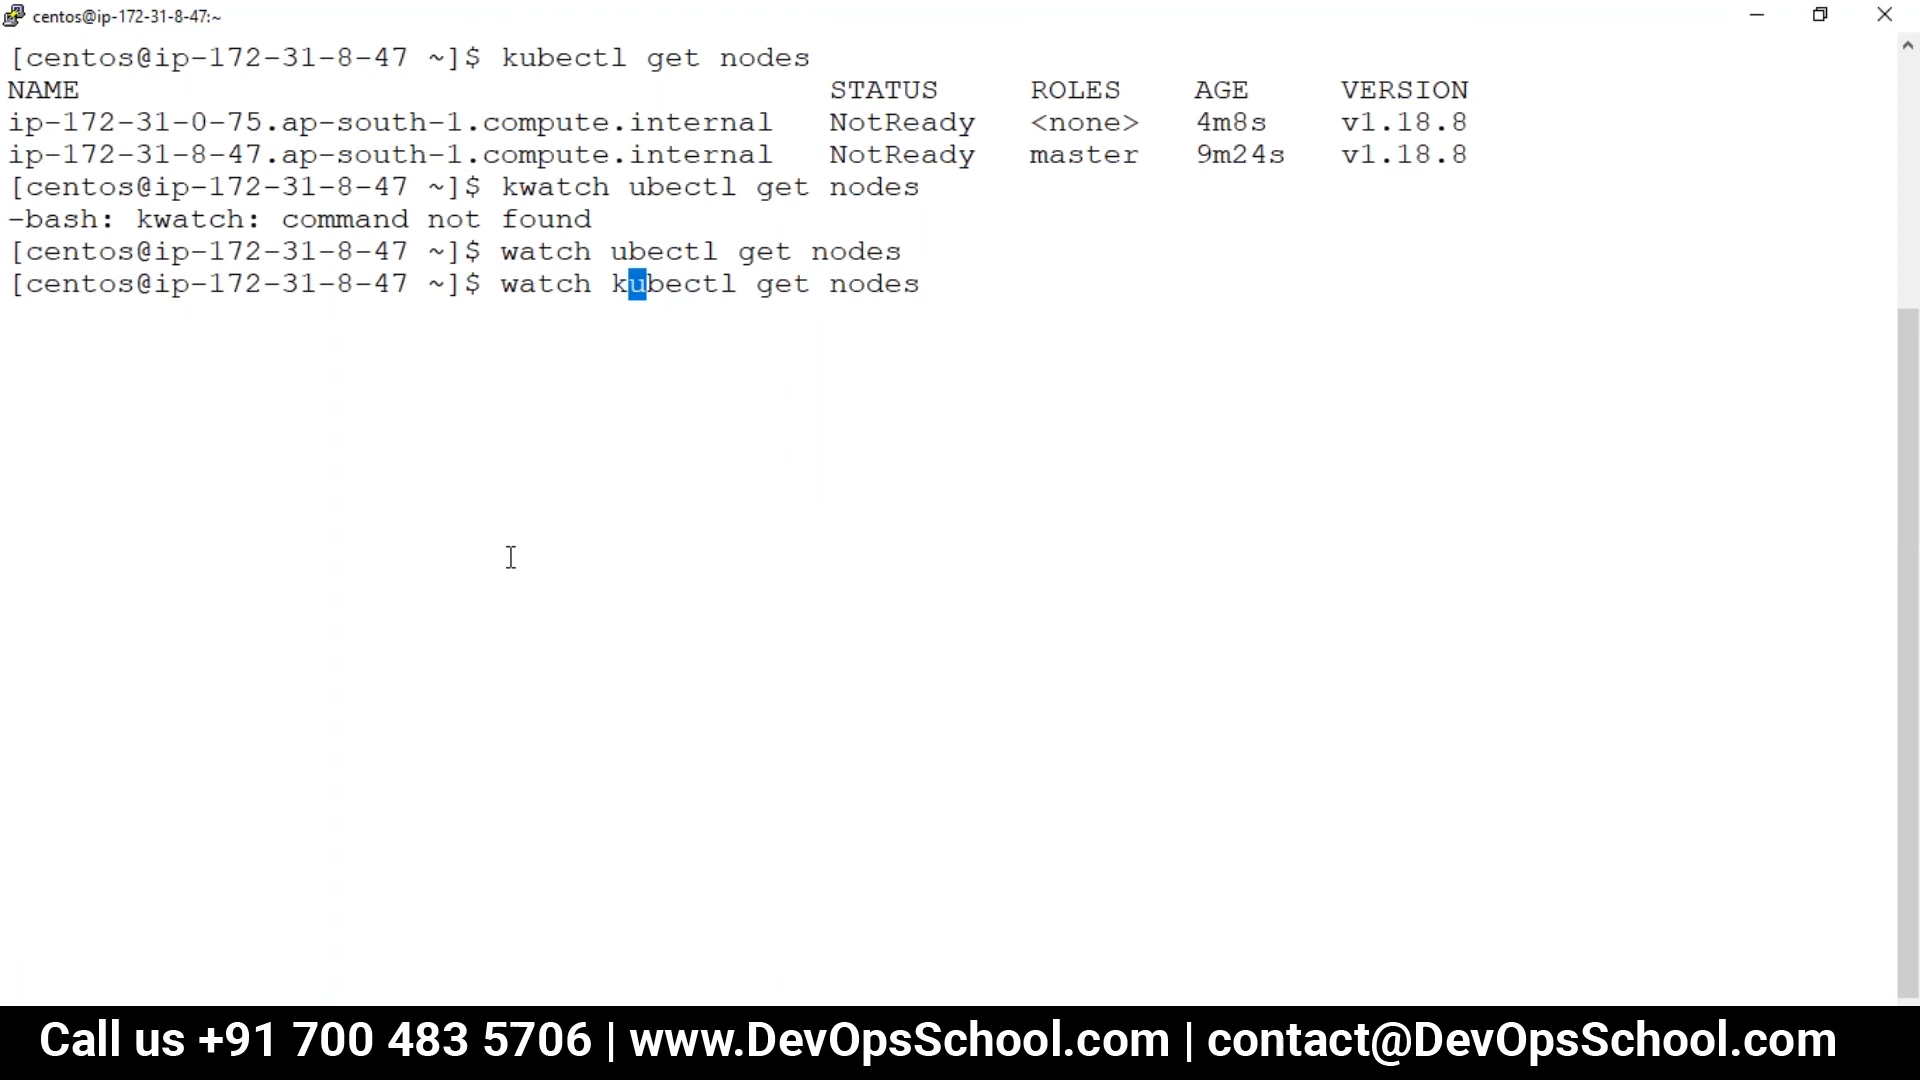 centos@ip-172-31-8-47:~
[centos@ip-172-31-8-47 ~]$ kubectl get nodes
NAME STATUS ROLES AGE VERSION
ip-172-31-0-75.ap-south-1.compute.internal NotReady <none> 4m8s v1.18.8
ip-172-31-8-47.ap-south-1.compute.internal NotReady master 9m24s v1.18.8
[centos@ip-172-31-8-47 ~]$ kwatch ubectl get nodes
-bash: kwatch: command not found
[centos@ip-172-31-8-47 ~]$ watch ubectl get nodes
[centos@ip-172-31-8-47 ~]$ watch kubectl get nodes
Call us +91 700 483 5706 | www.DevOpsSchool.com | contact@DevOpsSchool.com